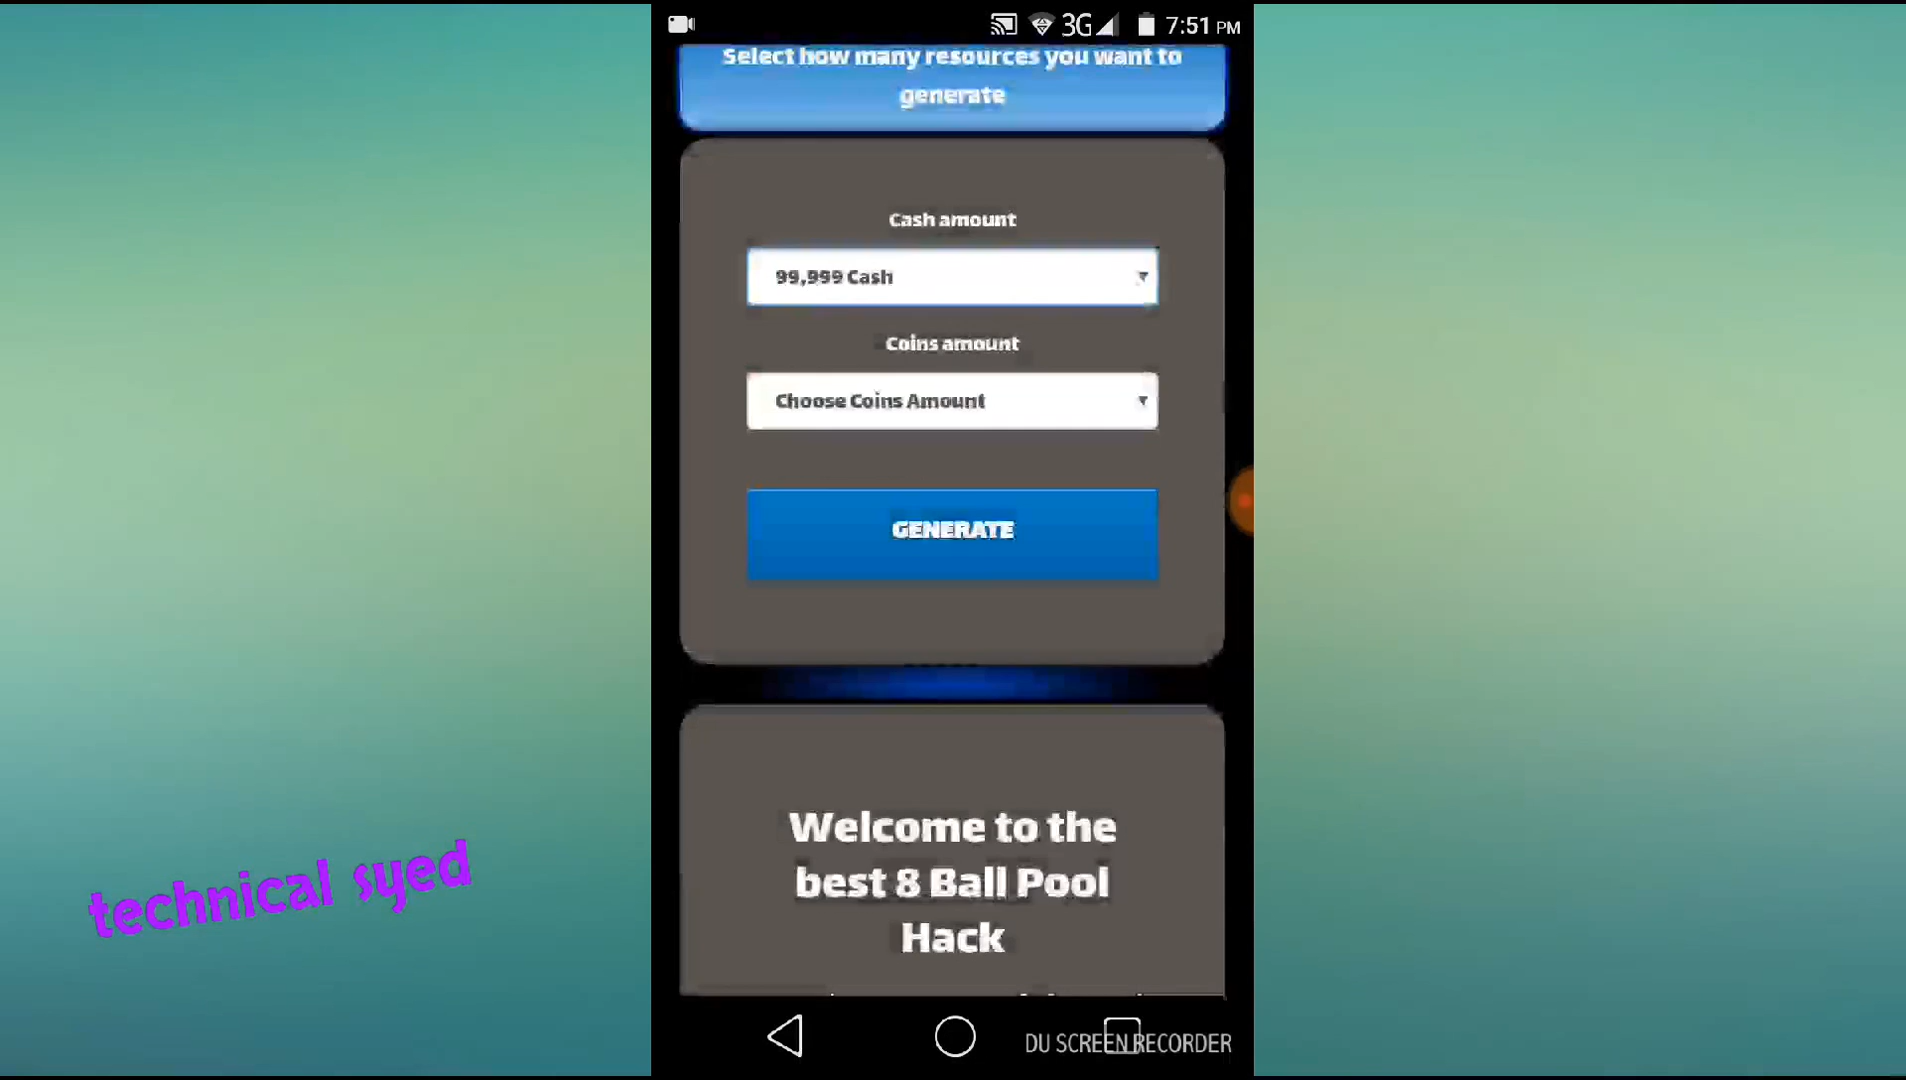 3G 7:51 PM
Select how many resources you want to
generate
Cash amount
99,999 Cash
Coins amount
Choose Coins Amount
GENERATE
Welcome to the
best 8 Ball Pool
Hack
technical syed
DU SCREEN RECORDER